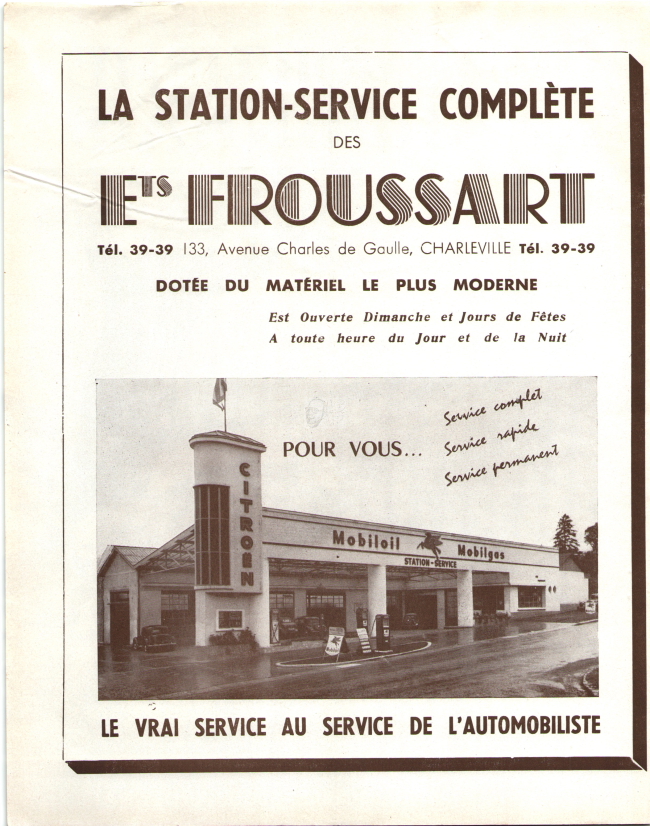 LA STATION-SERVICE COMPLÈTE
DES
ETS FROUSSART
Tél. 39-39 133, Avenue Charles de Gaulle, CHARLEVILLE Tél. 39-39
DOTÉE DU MATÉRIEL LE PLUS MODERNE
Est Ouverte Dimanche et Jours de Fêtes
A toute heure du Jour et de la Nuit
POUR VOUS...
Service complet
Service rapide
Service permanent
CITROËN
Mobiloil Mobilgas
STATION-SERVICE
LE VRAI SERVICE AU SERVICE DE L'AUTOMOBILISTE